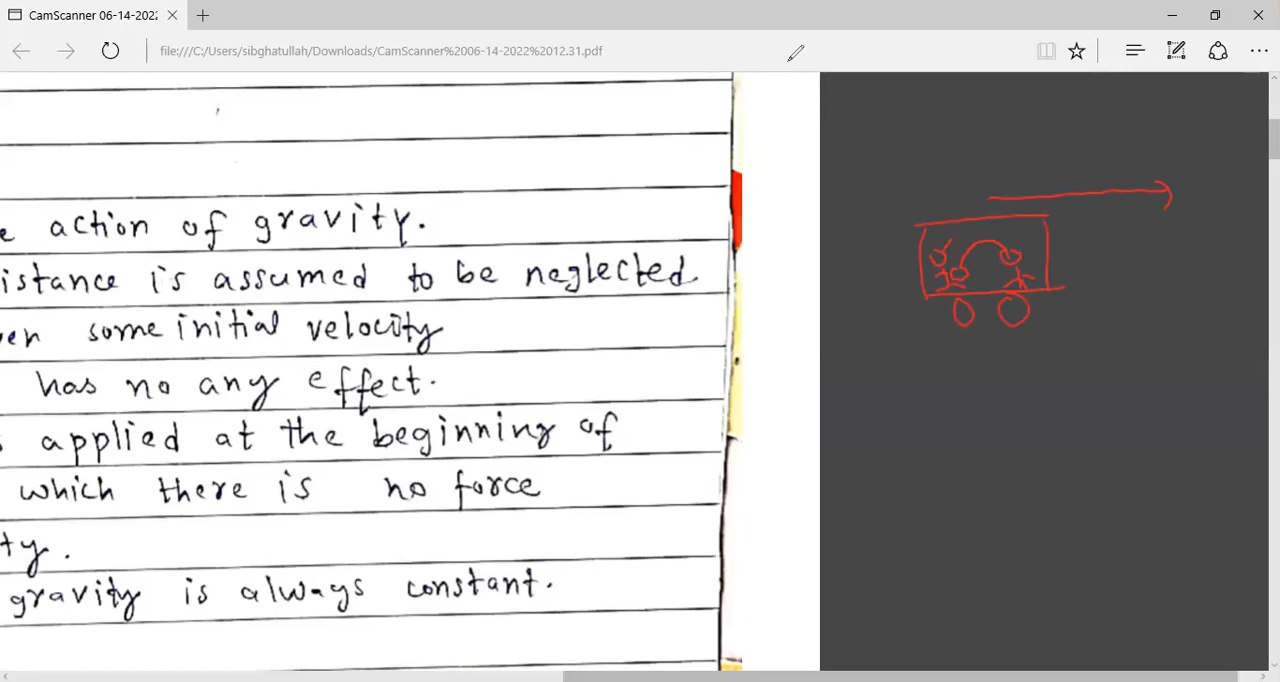 CamScanner 06-14-202
file:///C:/Users/sibghatullah/Downloads/CamScanner%2006-14-2022%2012.31.pdf
e action of gravity.
istance is assumed to be neglected
en some initial velocity
has no any effect.
s applied at the beginning of
which there is no force
ty.
gravity is always constant.